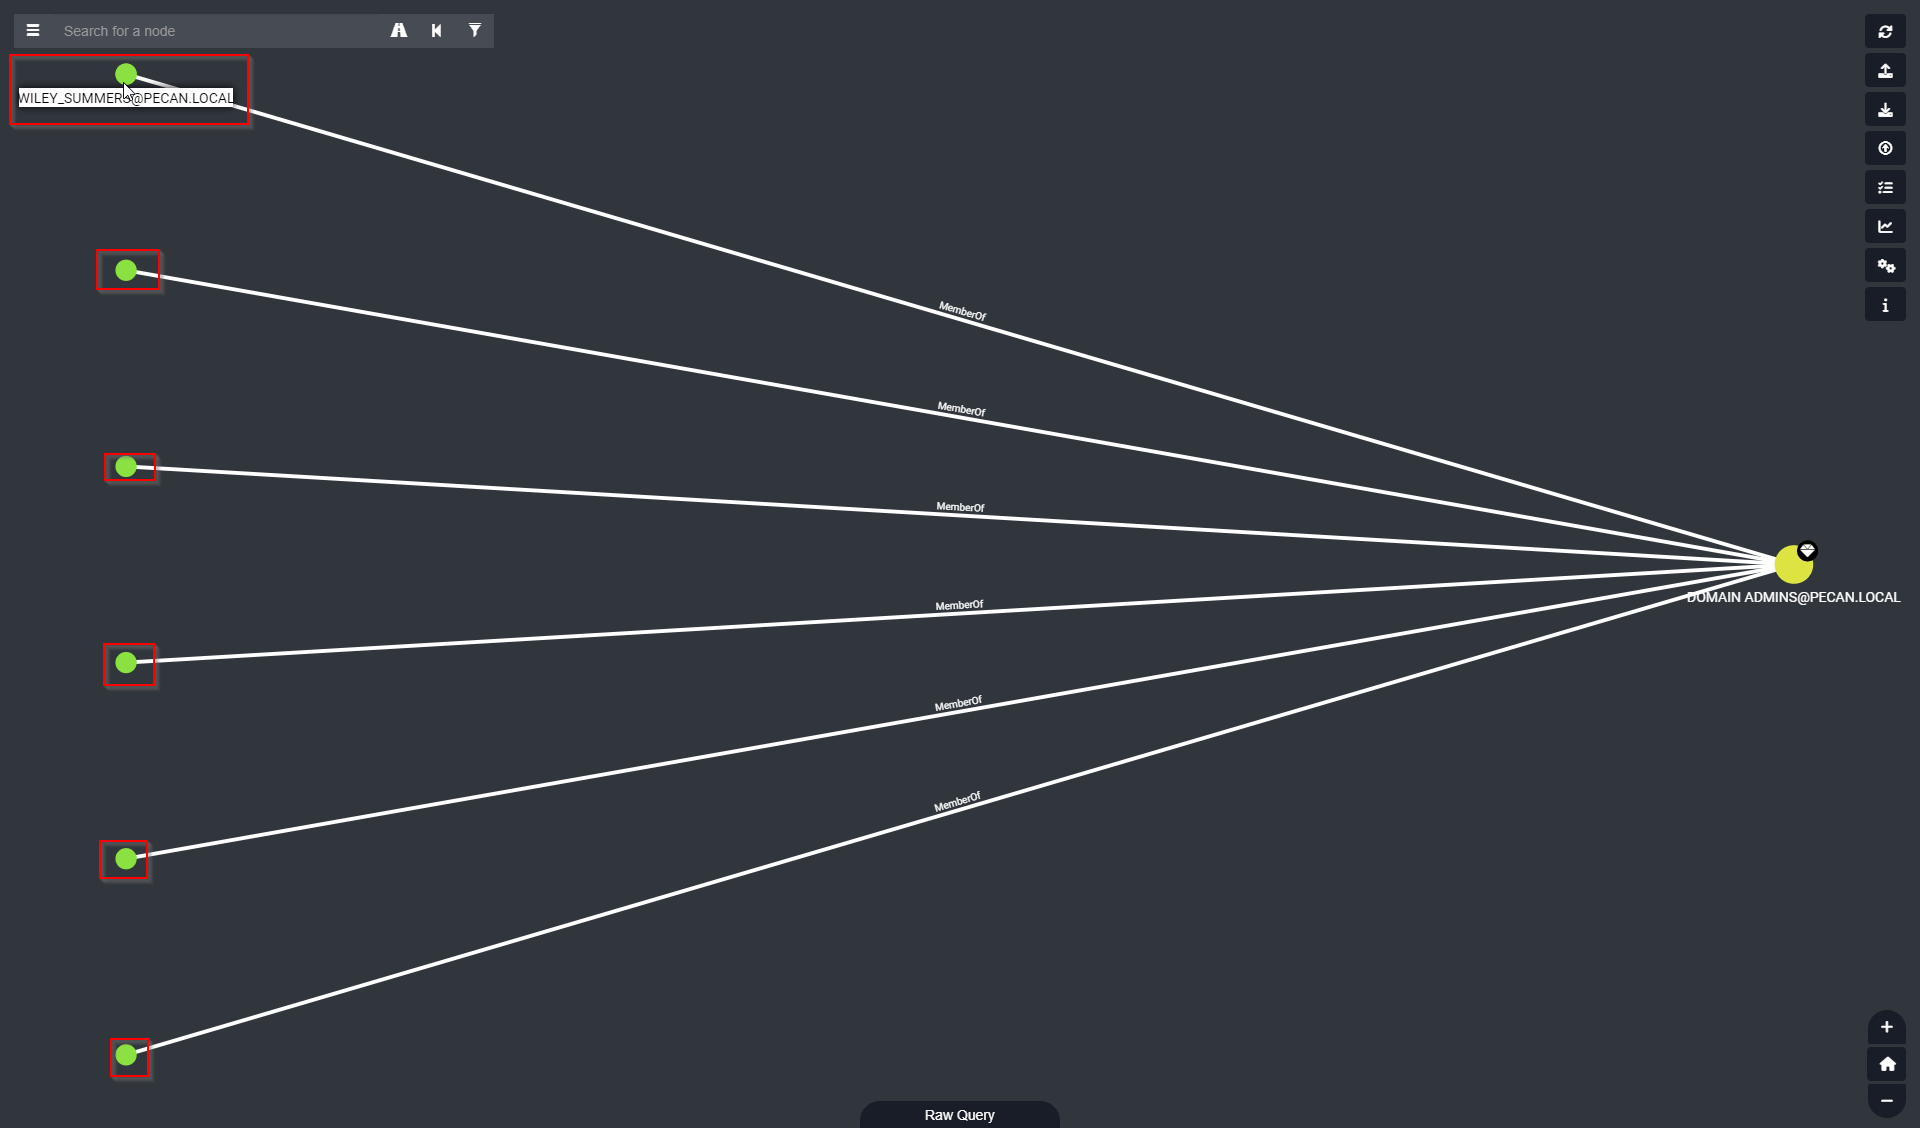 Search for a node
WILEY_SUMMERS@PECAN.LOCAL
MemberOf
MemberOf
MemberOf
MemberOf
MemberOf
MemberOf
DOMAIN ADMINS@PECAN.LOCAL
Raw Query